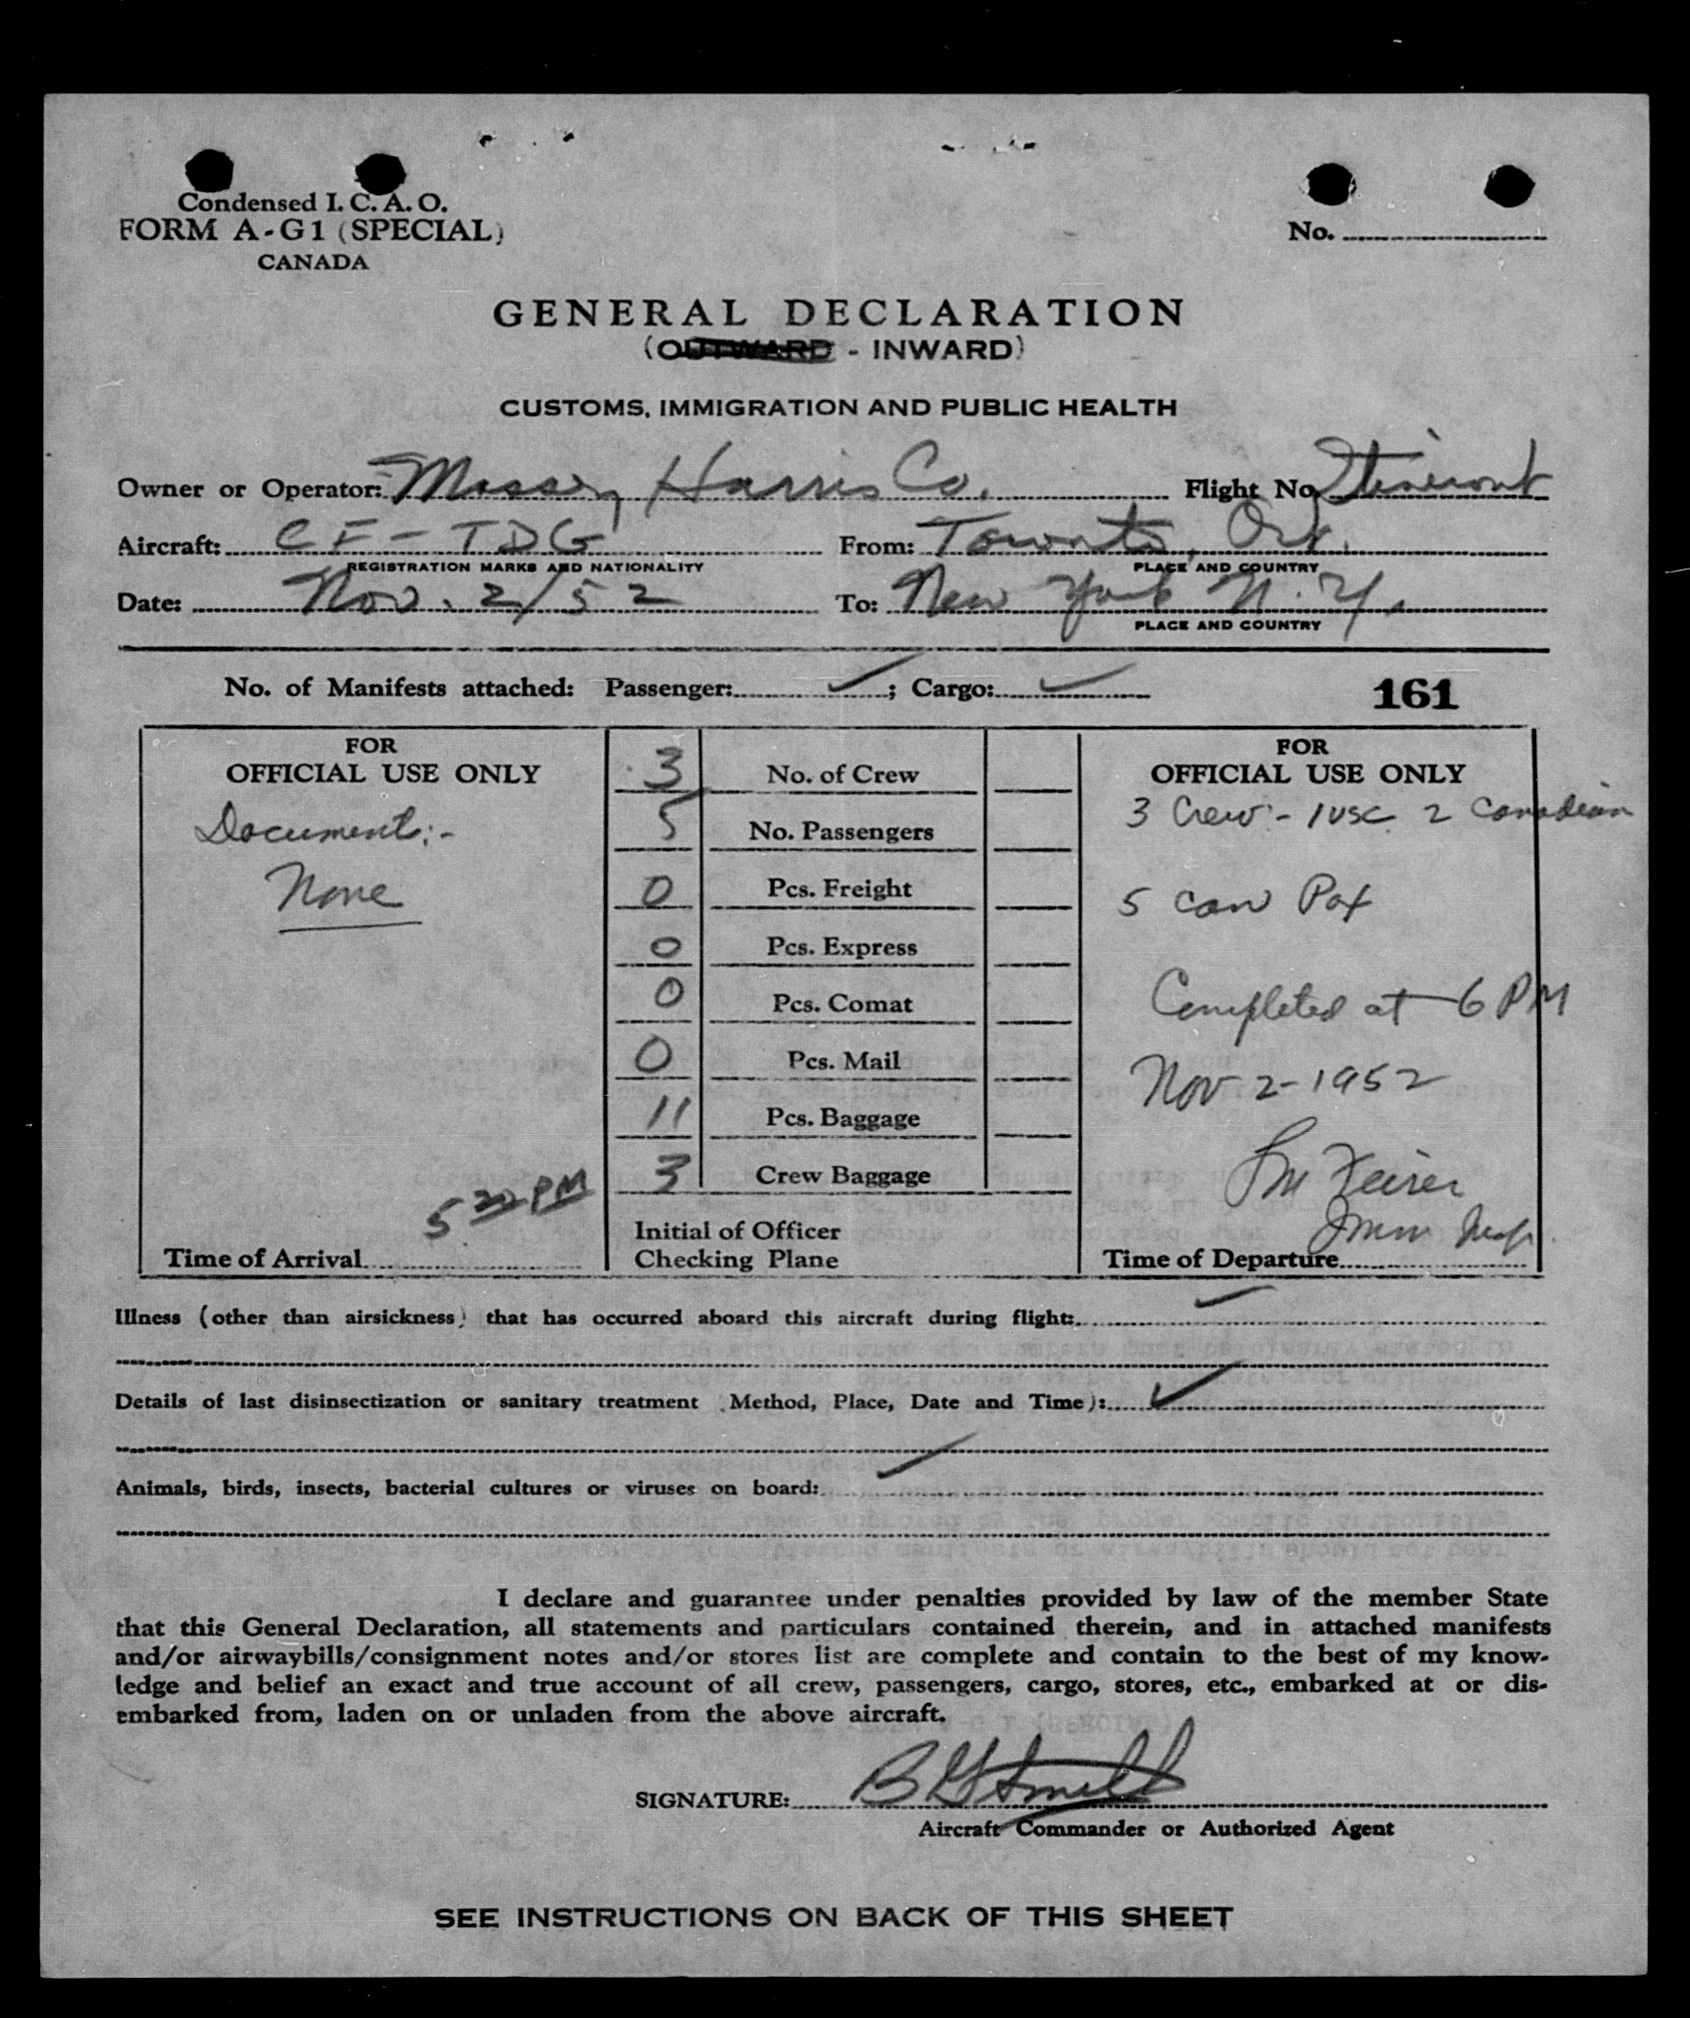 Condensed I. C. A. O.
FORM A-G1 (SPECIAL)
CANADA
No.
GENERAL DECLARATION
(OUTWARD - INWARD)
CUSTOMS, IMMIGRATION AND PUBLIC HEALTH
Owner or Operator: Massey Harris Co. Flight No. Itinerant
Aircraft: CF-TDG From: Toronto, Ont.
REGISTRATION MARKS AND NATIONALITY PLACE AND COUNTRY
Date: Nov. 2/52 To: New York N.Y.
PLACE AND COUNTRY
No. of Manifests attached: Passenger: ✓; Cargo: ✓ 161
FOR
OFFICIAL USE ONLY
Document:-
None
5 PM
Time of Arrival
3 No. of Crew
5 No. Passengers
0 Pcs. Freight
0 Pcs. Express
0 Pcs. Comat
0 Pcs. Mail
11 Pcs. Baggage
3 Crew Baggage
Initial of Officer
Checking Plane
FOR
OFFICIAL USE ONLY
3 Crew - 1 USC 2 Canadian
5 Can Pax
Completed at 6 PM
Nov 2-1952
Imm Insp.
Time of Departure
Illness (other than airsickness) that has occurred aboard this aircraft during flight: ✓
Details of last disinsectization or sanitary treatment (Method, Place, Date and Time): ✓
Animals, birds, insects, bacterial cultures or viruses on board: ✓
I declare and guarantee under penalties provided by law of the member State
that this General Declaration, all statements and particulars contained therein, and in attached manifests
and/or airwaybills/consignment notes and/or stores list are complete and contain to the best of my know-
ledge and belief an exact and true account of all crew, passengers, cargo, stores, etc., embarked at or dis-
embarked from, laden on or unladen from the above aircraft.
SIGNATURE: B G Smith
Aircraft Commander or Authorized Agent
SEE INSTRUCTIONS ON BACK OF THIS SHEET